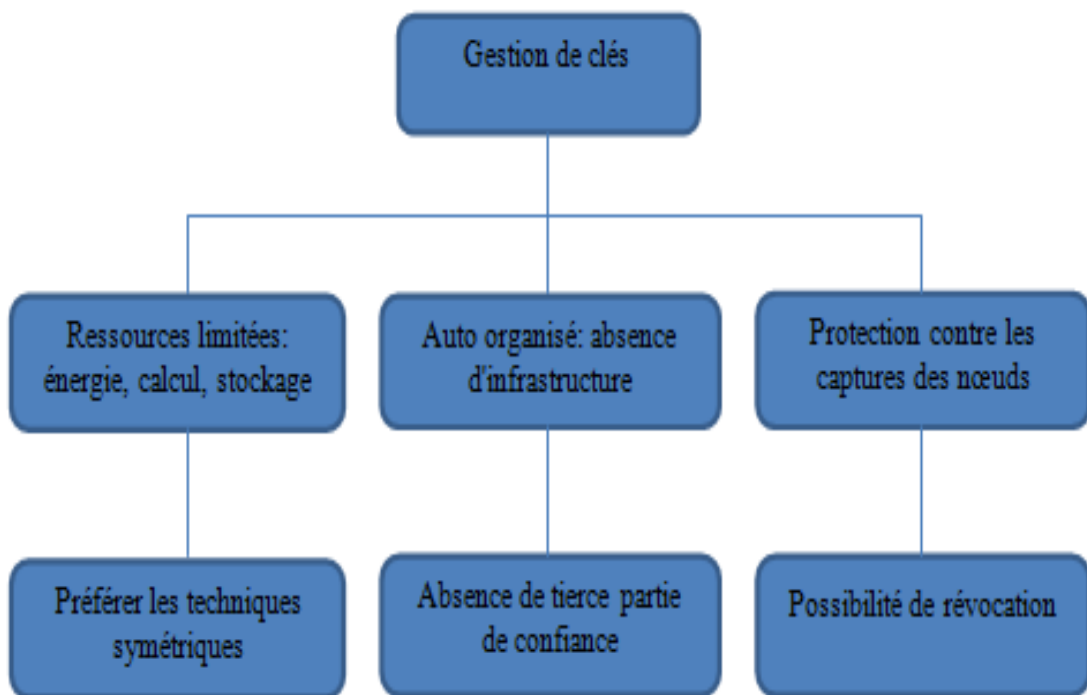 Gestion de clés
Ressources limitées:
énergie, calcul, stockage
Auto organisé: absence
d'infrastructure
Protection contre les
captures des nœuds
Préférer les techniques
symétriques
Absence de tierce partie
de confiance
Possibilité de révocation